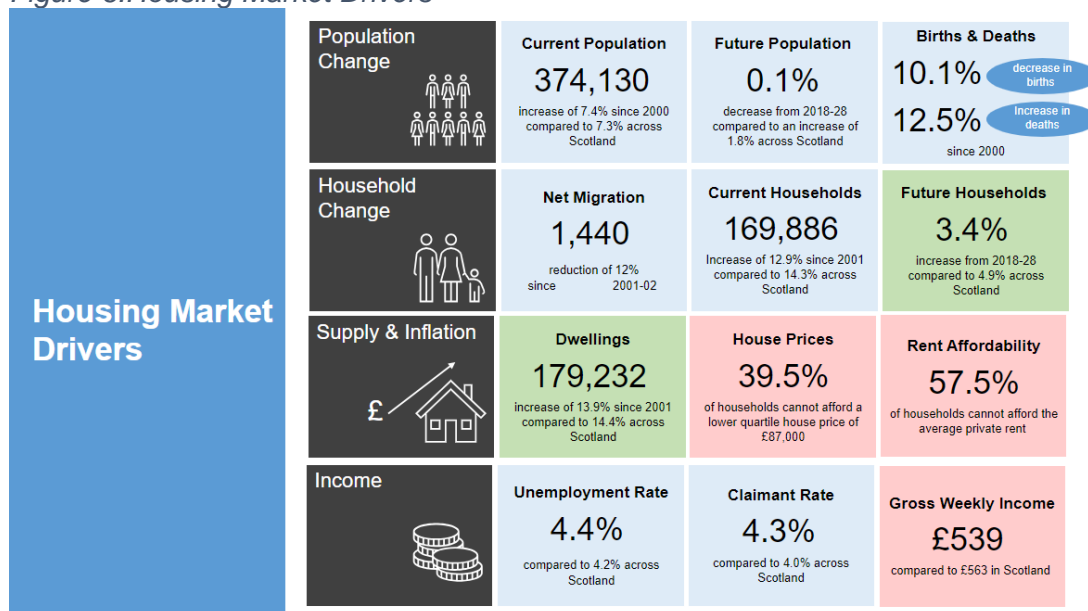 Figure 3:Housing Market Drivers
Housing Market
Drivers
Population
Change
Current Population
374,130
increase of 7.4% since 2000
compared to 7.3% across
Scotland
Future Population
0.1%
decrease from 2018-28
compared to an increase of
1.8% across Scotland
Births & Deaths
10.1%
decrease in
births
12.5%
Increase in
deaths
since 2000
Household
Change
Net Migration
1,440
reduction of 12%
since 2001-02
Current Households
169,886
Increase of 12.9% since 2001
compared to 14.3% across
Scotland
Future Households
3.4%
increase from 2018-28
compared to 4.9% across
Scotland
Supply & Inflation
£
Dwellings
179,232
increase of 13.9% since 2001
compared to 14.4% across
Scotland
House Prices
39.5%
of households cannot afford a
lower quartile house price of
£87,000
Rent Affordability
57.5%
of households cannot afford the
average private rent
Income
Unemployment Rate
4.4%
compared to 4.2% across
Scotland
Claimant Rate
4.3%
compared to 4.0% across
Scotland
Gross Weekly Income
£539
compared to £563 in Scotland